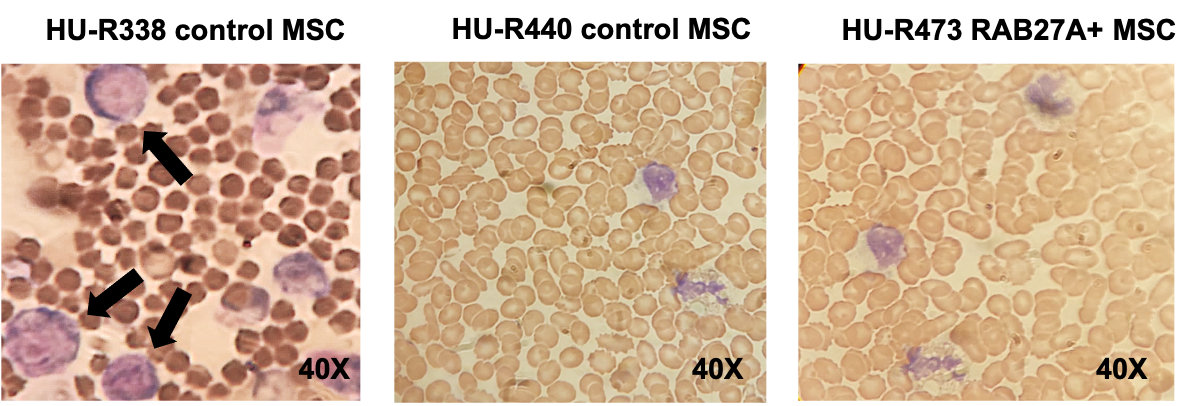 HU-R338 control MSC
HU-R440 control MSC
HU-R473 RAB27A+ MSC
40X
40X
40X